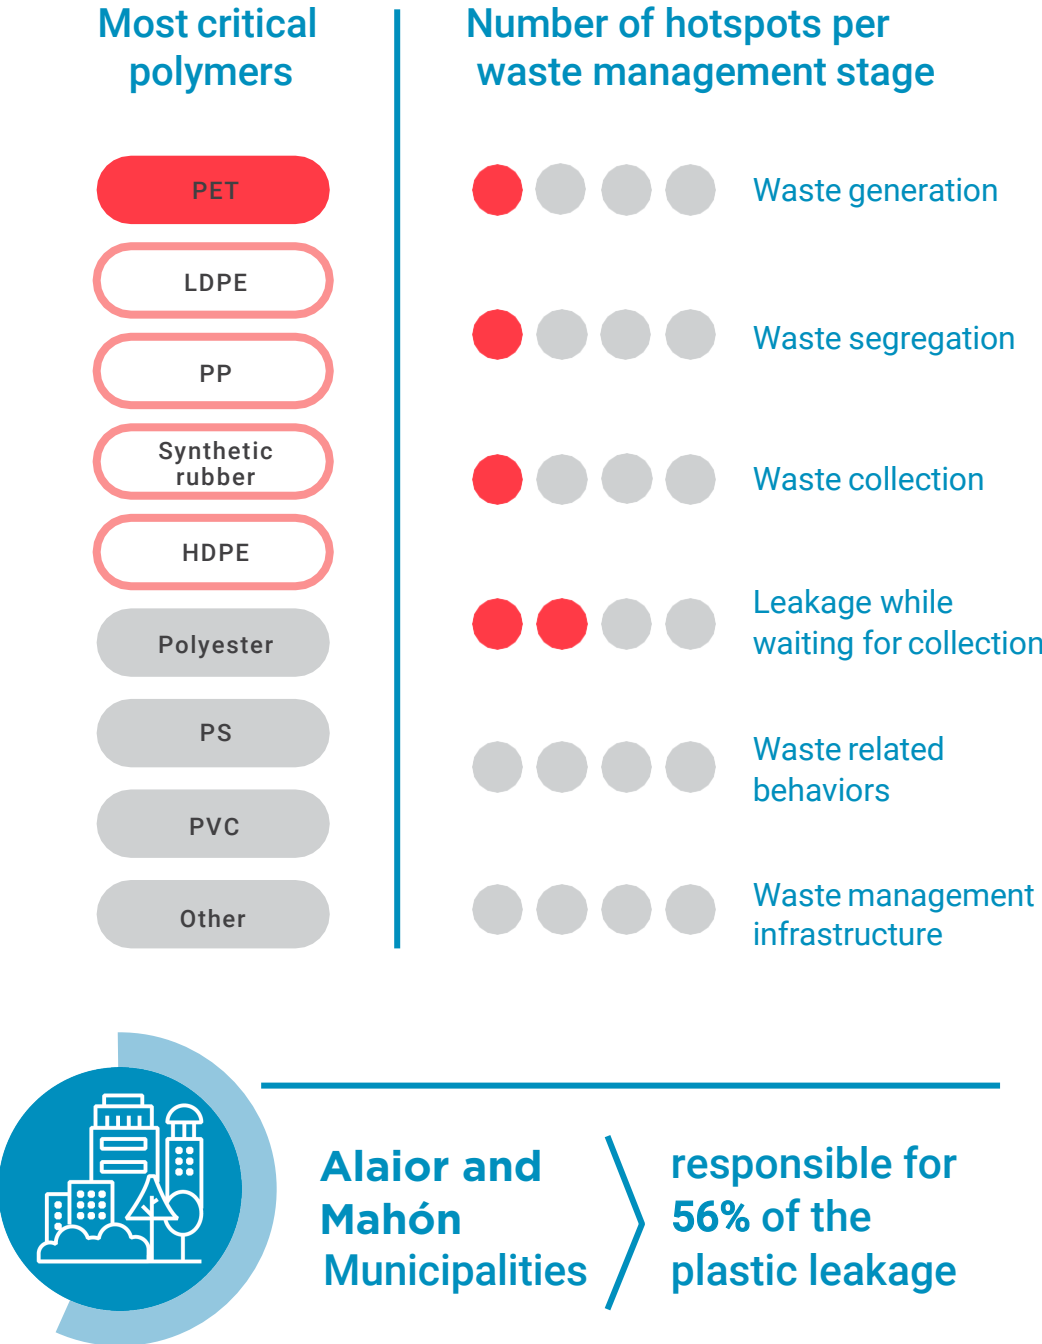 Most critical
polymers
PET
LDPE
PP
Synthetic
rubber
HDPE
Polyester
PS
PVC
Other
Number of hotspots per
waste management stage
Waste generation
Waste segregation
Waste collection
Leakage while
waiting for collection
Waste related
behaviors
Waste management
infrastructure
Alaior and
Mahón
Municipalities
responsible for
56% of the
plastic leakage